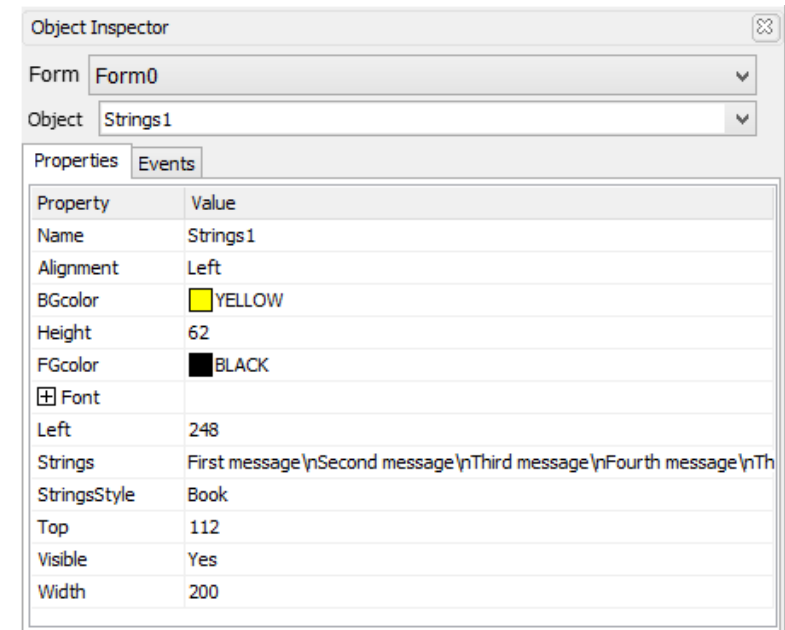 Object Inspector
Form Form0
Object Strings1
Properties Events
Property Value
Name Strings1
Alignment Left
BGcolor YELLOW
Height 62
FGcolor BLACK
Font
Left 248
Strings First message\nSecond message\nThird message\nFourth message\nTh
StringsStyle Book
Top 112
Visible Yes
Width 200